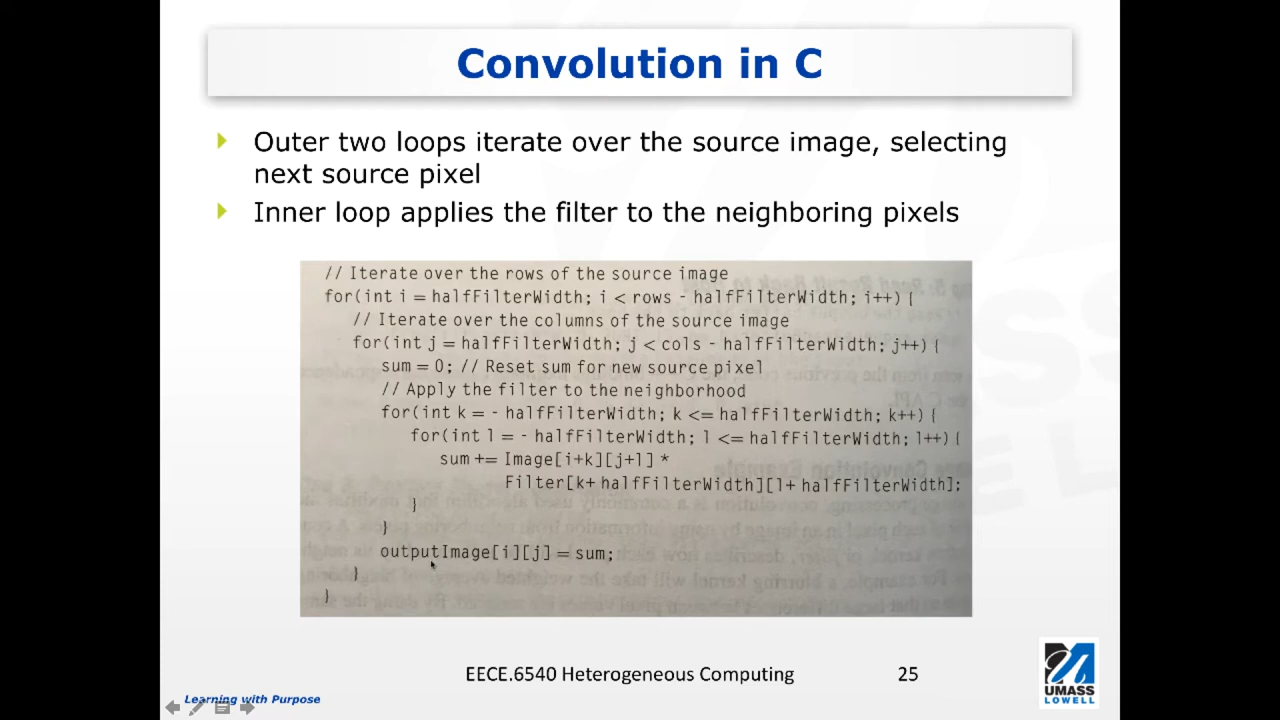 Convolution in C
Outer two loops iterate over the source image, selecting
next source pixel
Inner loop applies the filter to the neighboring pixels
// Iterate over the rows of the source image
for(int i = halfFilterWidth; i < rows - halfFilterWidth; i++) {
// Iterate over the columns of the source image
for(int j = halfFilterWidth; j < cols - halfFilterWidth; j++) {
sum = 0; // Reset sum for new source pixel
// Apply the filter to the neighborhood
for(int k = - halfFilterWidth; k <= halfFilterWidth; k++) {
for(int l = - halfFilterWidth; l <= halfFilterWidth; l++) {
sum += Image[i+k][j+l] *
Filter[k+ halfFilterWidth][l+ halfFilterWidth];
}
}
outputImage[i][j] = sum;
}
}
EECE.6540 Heterogeneous Computing 25
UMASS
LOWELL
Learning with Purpose